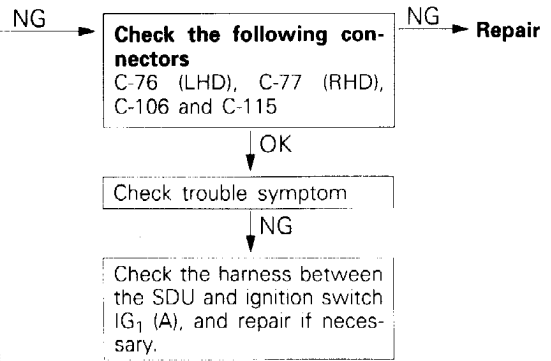 NG
NG
Check the following con-
nectors
Repair
C-76 (LHD), C-77 (RHD),
C-106 and C-115
OK
Check trouble symptom
NG
Check the harness between
the SDU and ignition switch
IG₁ (A), and repair if neces-
sary.